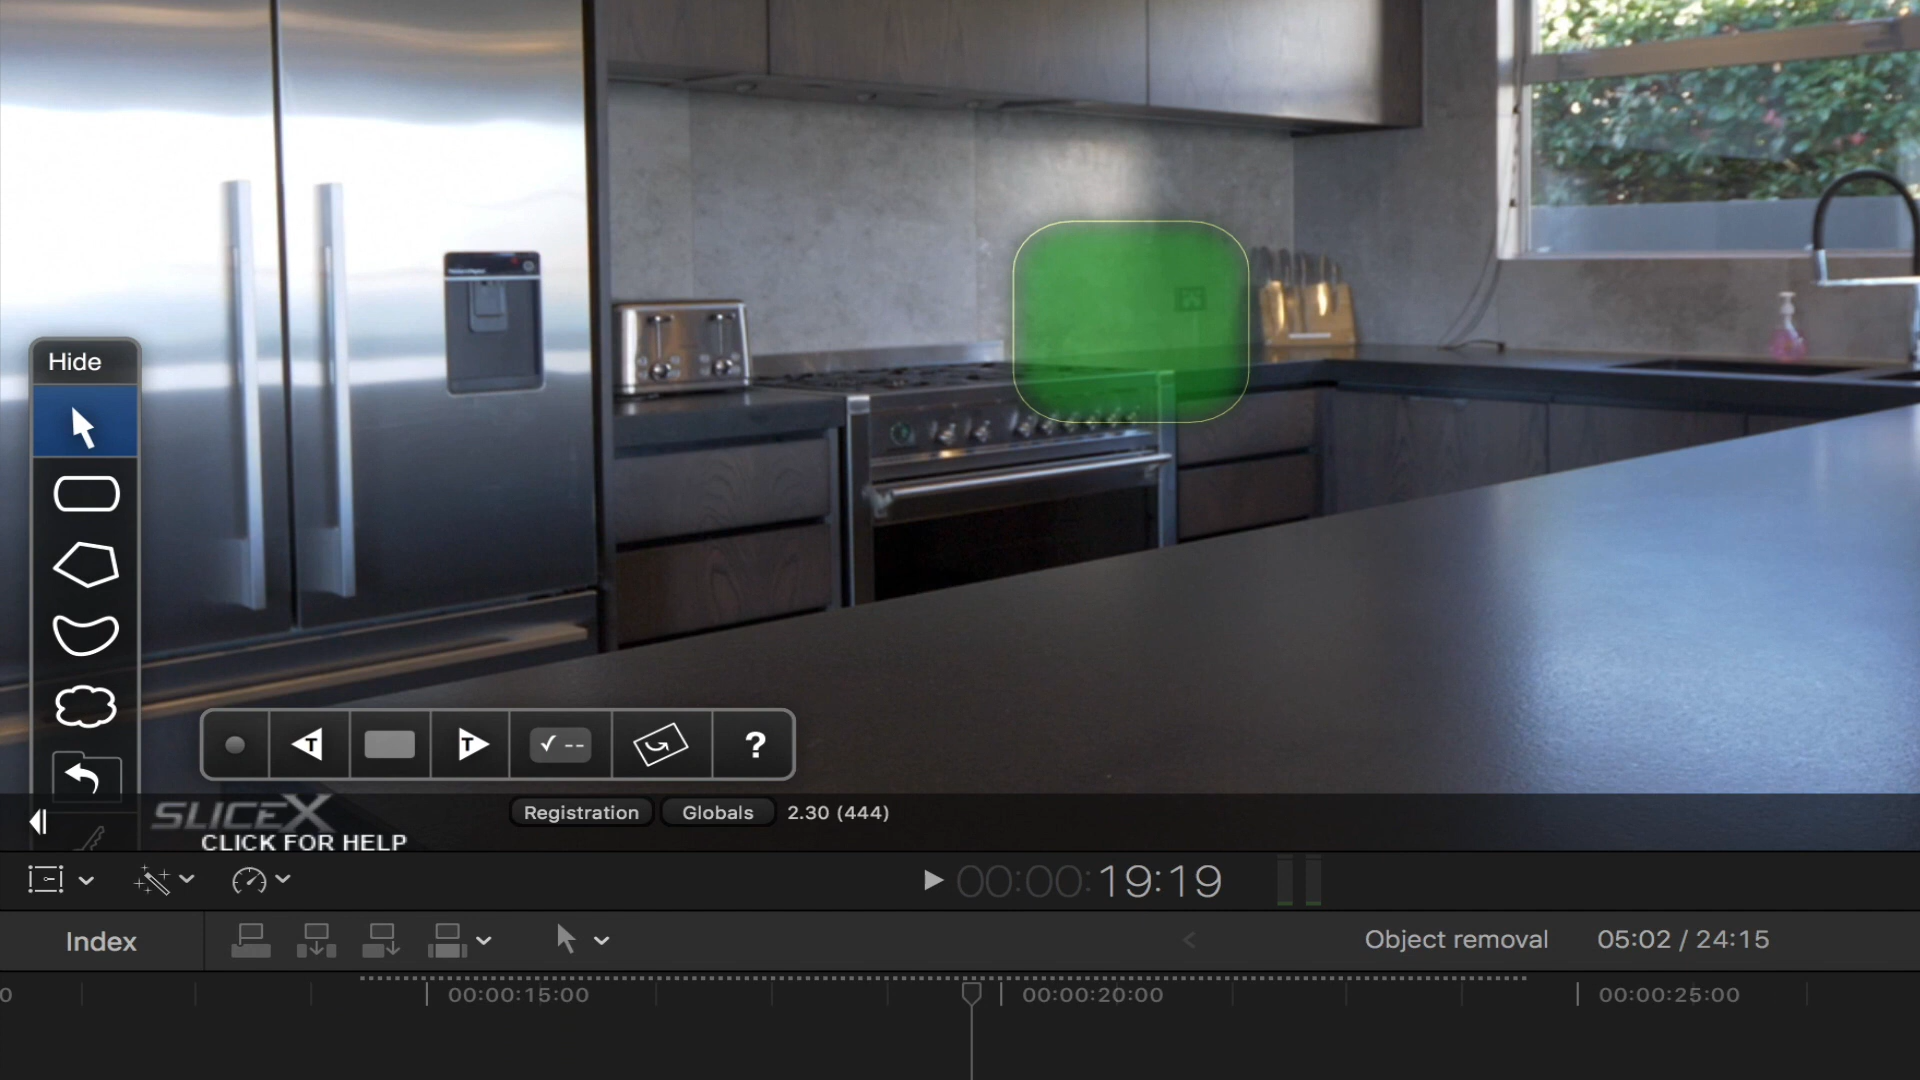 Hide
T
T
✓ --
?
SLICEX
CLICK FOR HELP
Registration
Globals
2.30 (444)
00:00:19:19
Index
Object removal
05:02 / 24:15
0
00:00:15:00
00:00:20:00
00:00:25:00